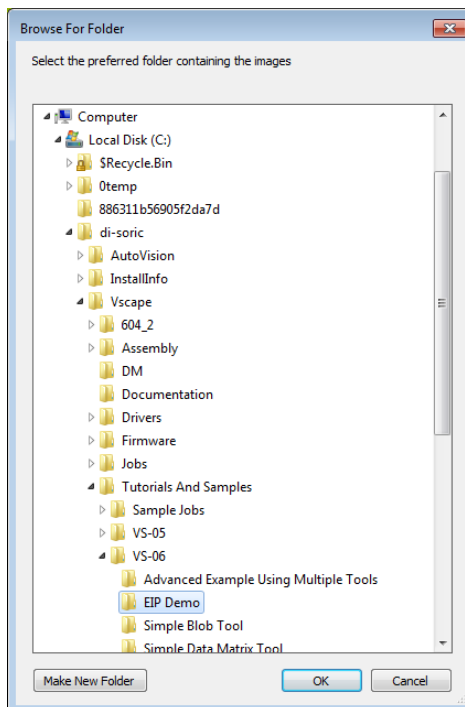 Browse For Folder
Select the preferred folder containing the images
Computer
Local Disk (C:)
$Recycle.Bin
0temp
886311b56905f2da7d
di-soric
AutoVision
InstallInfo
Vscape
604_2
Assembly
DM
Documentation
Drivers
Firmware
Jobs
Tutorials And Samples
Sample Jobs
VS-05
VS-06
Advanced Example Using Multiple Tools
EIP Demo
Simple Blob Tool
Simple Data Matrix Tool
Make New Folder OK Cancel